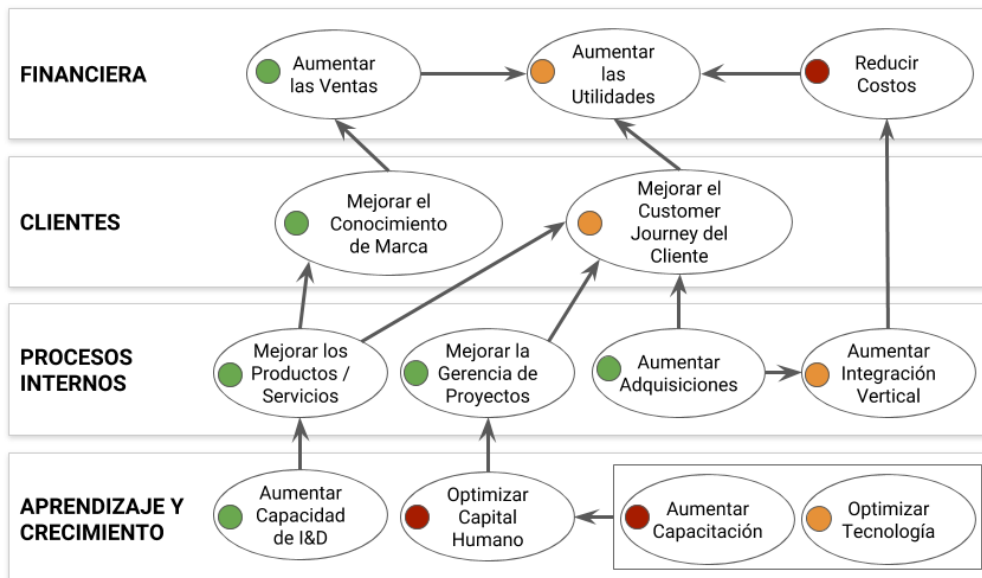 FINANCIERA
Aumentar
las Ventas
Aumentar
las
Utilidades
Reducir
Costos
CLIENTES
Mejorar el
Conocimiento
de Marca
Mejorar el
Customer
Journey del
Cliente
PROCESOS
INTERNOS
Mejorar los
Productos /
Servicios
Mejorar la
Gerencia de
Proyectos
Aumentar
Adquisiciones
Aumentar
Integración
Vertical
APRENDIZAJE Y
CRECIMIENTO
Aumentar
Capacidad
de I&D
Optimizar
Capital
Humano
Aumentar
Capacitación
Optimizar
Tecnología